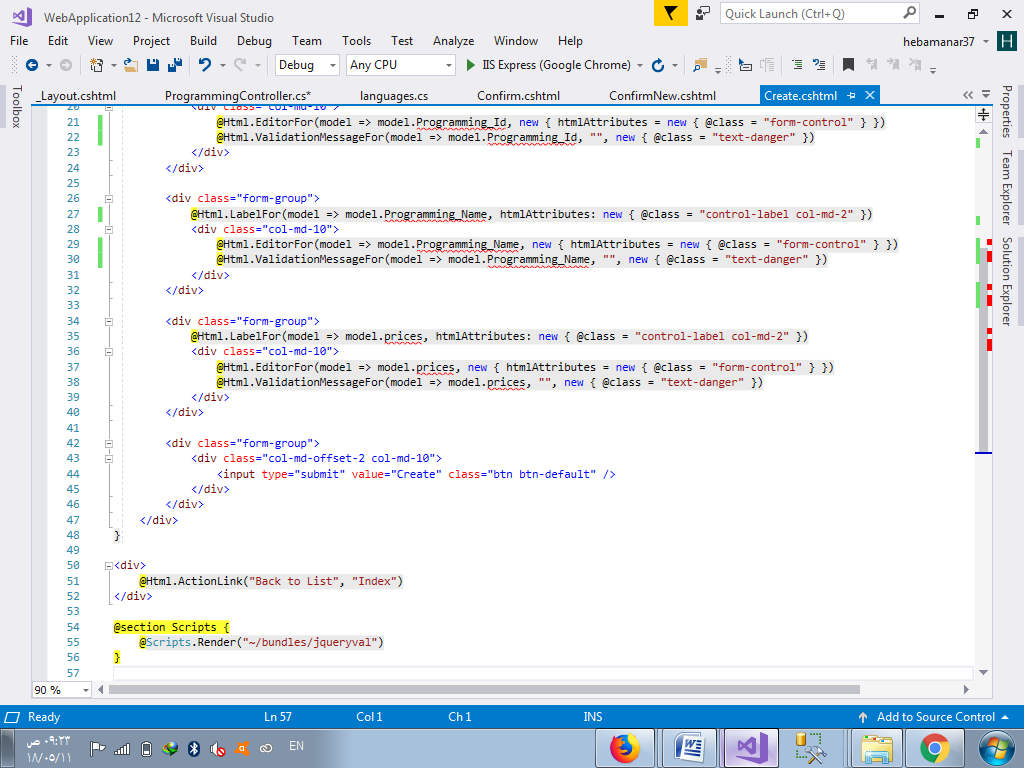 WebApplication12 - Microsoft Visual Studio
Quick Launch (Ctrl+Q)
File Edit View Project Build Debug Team Tools Test Analyze Window Help
hebamanar37
H
Debug Any CPU IIS Express (Google Chrome)
_Layout.cshtml ProgrammingController.cs* languages.cs Confirm.cshtml ConfirmNew.cshtml Create.cshtml
Toolbox
Properties
Team Explorer
Solution Explorer
20 <div class="col-md-10">
21 @Html.EditorFor(model => model.Programming_Id, new { htmlAttributes = new { @class = "form-control" } })
22 @Html.ValidationMessageFor(model => model.Programming_Id, "", new { @class = "text-danger" })
23 </div>
24 </div>
25
26 <div class="form-group">
27 @Html.LabelFor(model => model.Programming_Name, htmlAttributes: new { @class = "control-label col-md-2" })
28 <div class="col-md-10">
29 @Html.EditorFor(model => model.Programming_Name, new { htmlAttributes = new { @class = "form-control" } })
30 @Html.ValidationMessageFor(model => model.Programming_Name, "", new { @class = "text-danger" })
31 </div>
32 </div>
33
34 <div class="form-group">
35 @Html.LabelFor(model => model.prices, htmlAttributes: new { @class = "control-label col-md-2" })
36 <div class="col-md-10">
37 @Html.EditorFor(model => model.prices, new { htmlAttributes = new { @class = "form-control" } })
38 @Html.ValidationMessageFor(model => model.prices, "", new { @class = "text-danger" })
39 </div>
40 </div>
41
42 <div class="form-group">
43 <div class="col-md-offset-2 col-md-10">
44 <input type="submit" value="Create" class="btn btn-default" />
45 </div>
46 </div>
47 </div>
48 }
49
50 <div>
51 @Html.ActionLink("Back to List", "Index")
52 </div>
53
54 @section Scripts {
55 @Scripts.Render("~/bundles/jqueryval")
56 }
57
90 %
Ready Ln 57 Col 1 Ch 1 INS Add to Source Control
٠٩:٢٣ ص
١٨/٠٥/١١
EN